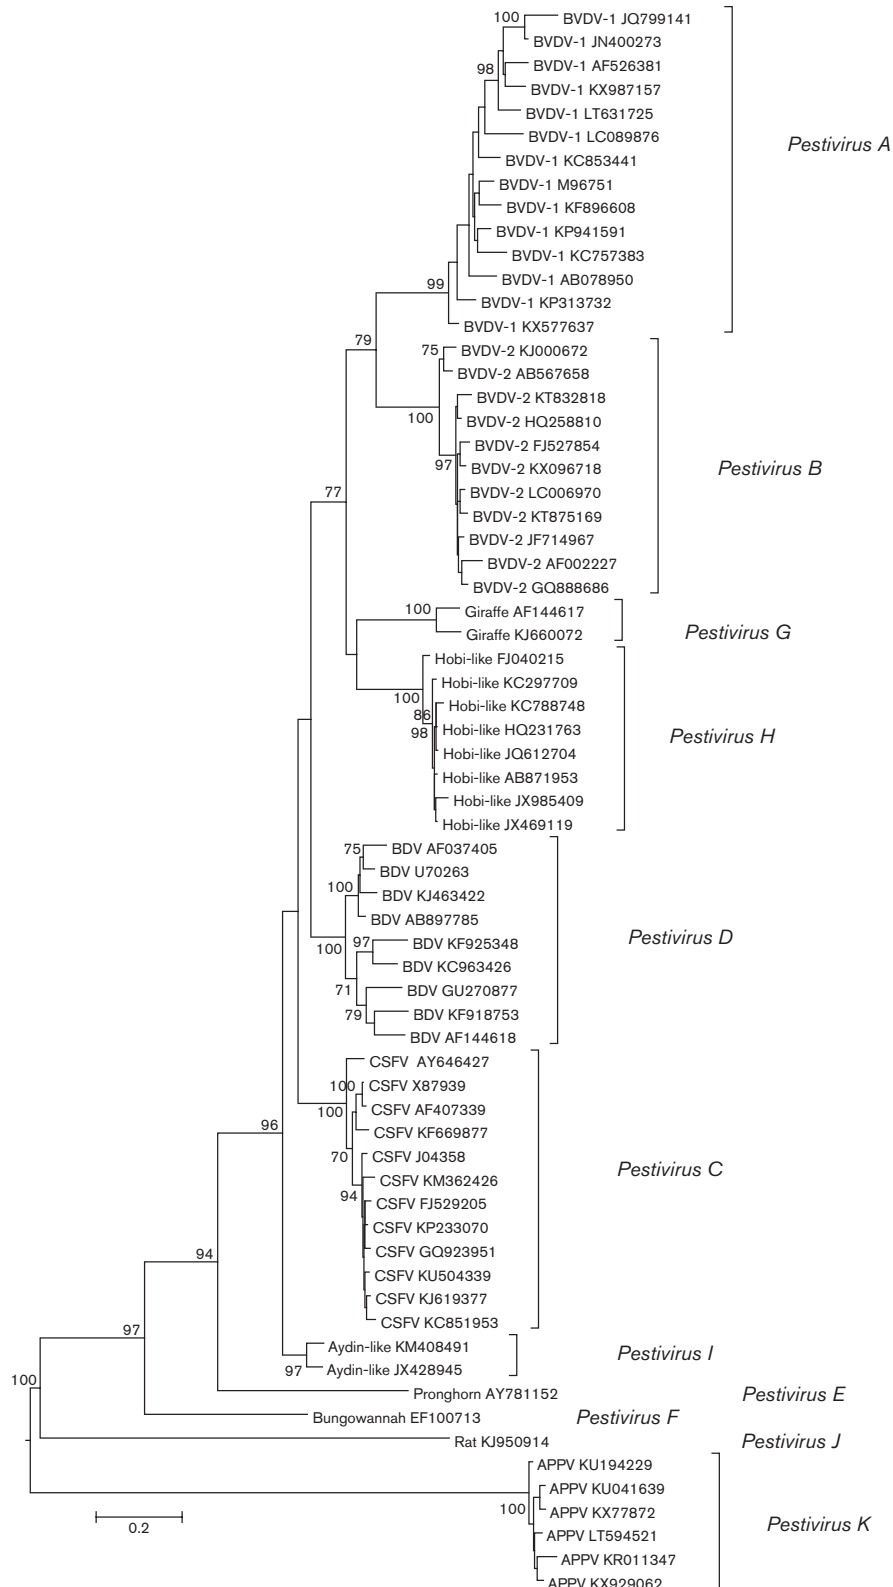 100
BVDV-1 JQ799141
BVDV-1 JN400273
98
BVDV-1 AF526381
BVDV-1 KX987157
BVDV-1 LT631725
BVDV-1 LC089876
Pestivirus A
BVDV-1 KC853441
BVDV-1 M96751
BVDV-1 KF896608
BVDV-1 KP941591
BVDV-1 KC757383
BVDV-1 AB078950
99
BVDV-1 KP313732
BVDV-1 KX577637
79
75
BVDV-2 KJ000672
BVDV-2 AB567658
BVDV-2 KT832818
100
BVDV-2 HQ258810
BVDV-2 FJ527854
97
BVDV-2 KX096718
Pestivirus B
77
BVDV-2 LC006970
BVDV-2 KT875169
BVDV-2 JF714967
BVDV-2 AF002227
BVDV-2 GQ888686
100
Giraffe AF144617
Giraffe KJ660072
Pestivirus G
Hobi-like FJ040215
Hobi-like KC297709
100
Hobi-like KC788748
86
Hobi-like HQ231763
98
Pestivirus H
Hobi-like JQ612704
Hobi-like AB871953
Hobi-like JX985409
Hobi-like JX469119
75
BDV AF037405
BDV U70263
100
BDV KJ463422
BDV AB897785
100
97
BDV KF925348
Pestivirus D
BDV KC963426
71
BDV GU270877
79
BDV KF918753
BDV AF144618
CSFV AY646427
100
CSFV X87939
100
CSFV AF407339
96
CSFV KF669877
70
CSFV J04358
Pestivirus C
CSFV KM362426
94
CSFV FJ529205
CSFV KP233070
94
CSFV GQ923951
CSFV KU504339
CSFV KJ619377
CSFV KC851953
97
Aydin-like KM408491
Pestivirus I
97
Aydin-like JX428945
100
Pronghorn AY781152
Pestivirus E
Bungowannah EF100713
Pestivirus F
Rat KJ950914
Pestivirus J
APPV KU194229
APPV KU041639
100
APPV KX77872
0.2
APPV LT594521
Pestivirus K
APPV KR011347
APPV KX929062